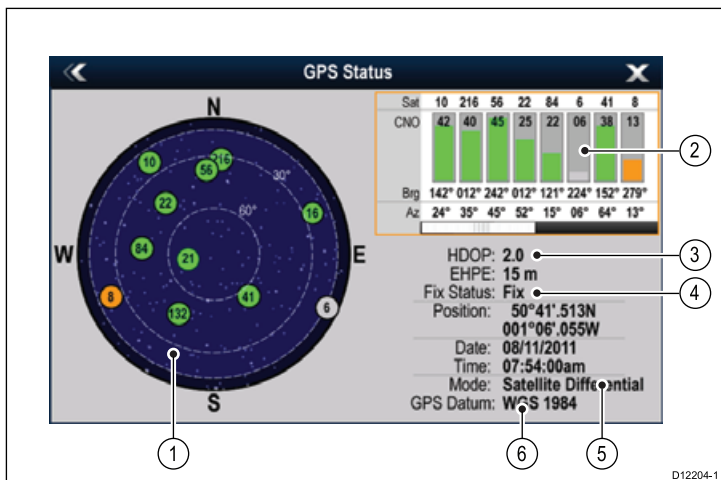 GPS Status
N
10
216
56
30°
22
16
60°
W
84
21
E
8
41
6
132
S
Sat 10 216 56 22 84 6 41 8
CNO 42 40 45 25 22 06 38 13
Brg 142° 012° 242° 012° 121° 224° 152° 279°
Az 24° 35° 45° 52° 15° 06° 64° 13°
HDOP: 2.0
EHPE: 15 m
Fix Status: Fix
Position: 50°41'.513N
001°06'.055W
Date: 08/11/2011
Time: 07:54:00am
Mode: Satellite Differential
GPS Datum: WGS 1984
2
3
4
1
6
5
D12204-1